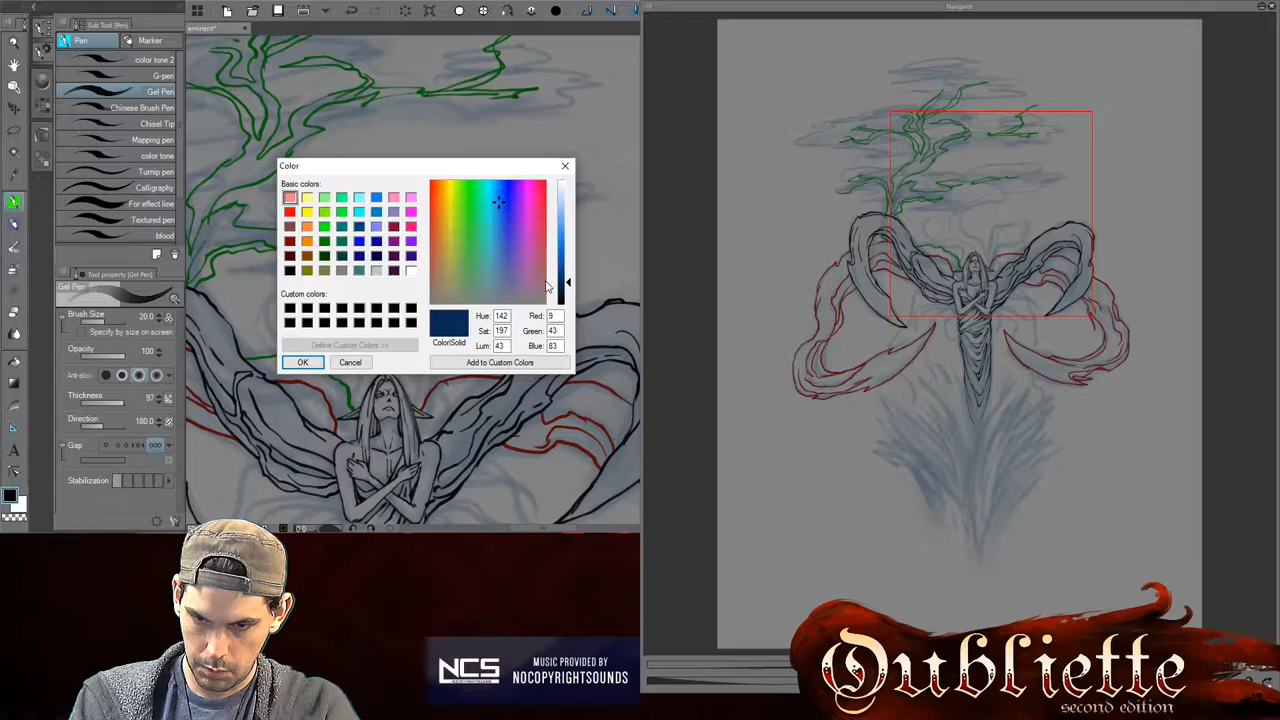 Sub Tool [Pen]
Pen
Marker
color tone 2
G-pen
Gel Pen
Chinese Brush Pen
Chisel Tip
Mapping pen
color tone
Turnip pen
Calligraphy
For effect line
Textured pen
blood
Tool property [Gel Pen]
Gel Pen
Brush Size 20.0
Specify by size on screen
Opacity 100
Thickness 97
Direction 180.0
Gap
Stabilization
eminent*
Navigator
Color
Basic colors:
Custom colors:
Define Custom Colors >>
OK
Cancel
Hue: 142
Sat: 197
Lum: 43
Red: 9
Green: 43
Blue: 83
Color|Solid
Add to Custom Colors
NCS
NOCOPYRIGHTSOUNDS
MUSIC PROVIDED BY
NOCOPYRIGHTSOUNDS
Oubliette
second edition